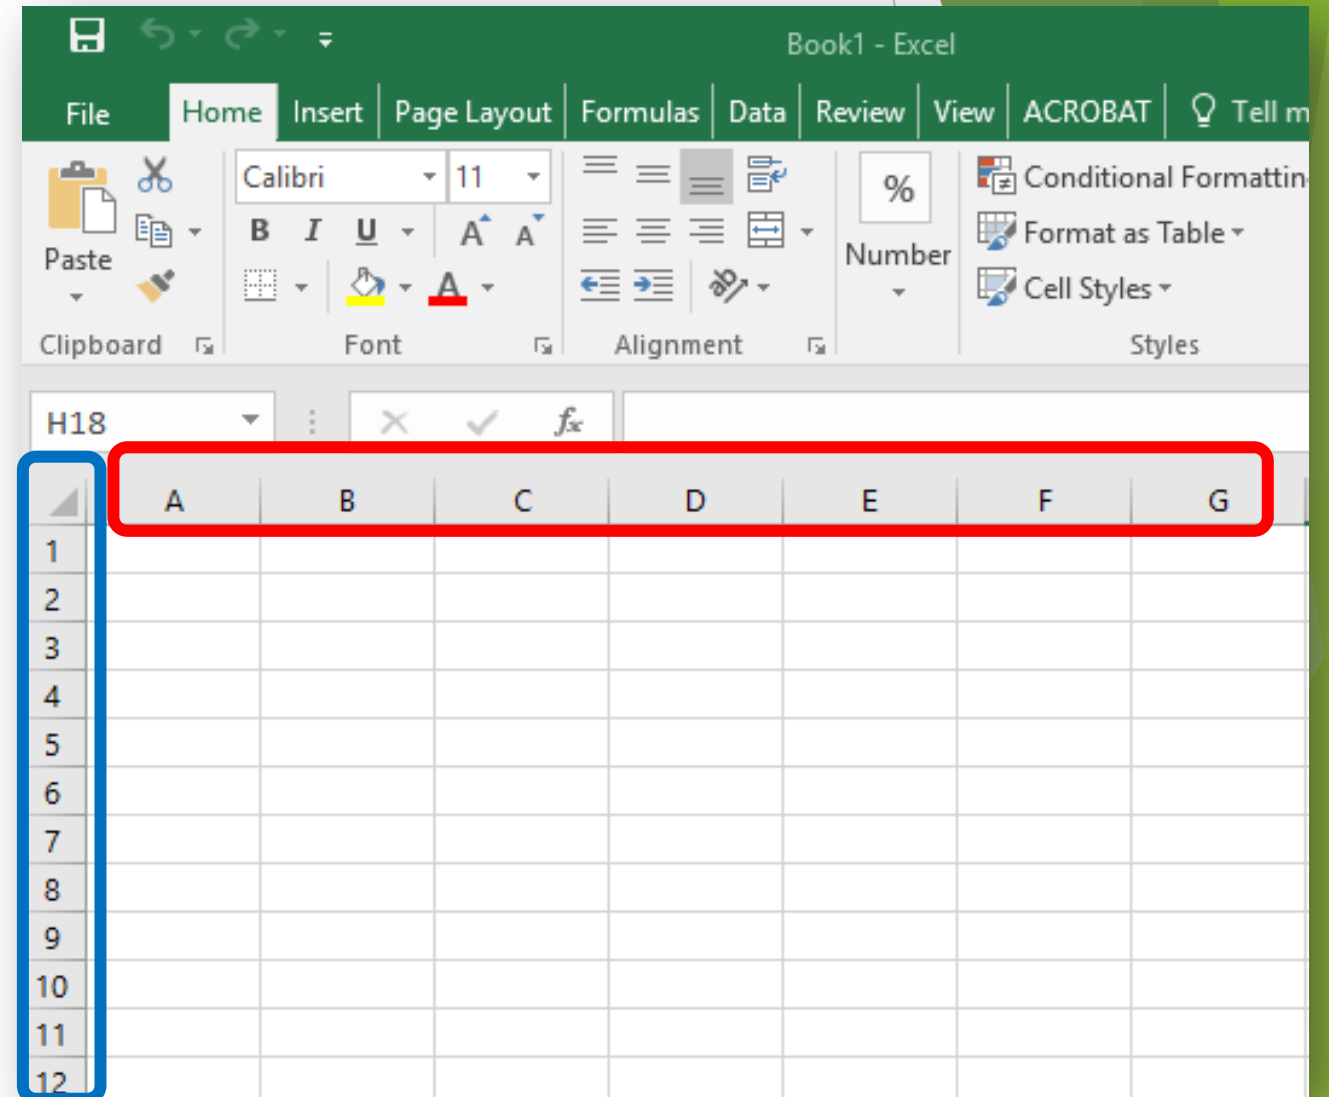 Book1 - Excel
File Home Insert Page Layout Formulas Data Review View ACROBAT Tell m
Calibri 11 % Conditional Formattin
B I U A A Format as Table
Paste Number
A Cell Styles
Clipboard Font Alignment Styles
H18 fx
A B C D E F G
1
2
3
4
5
6
7
8
9
10
11
12